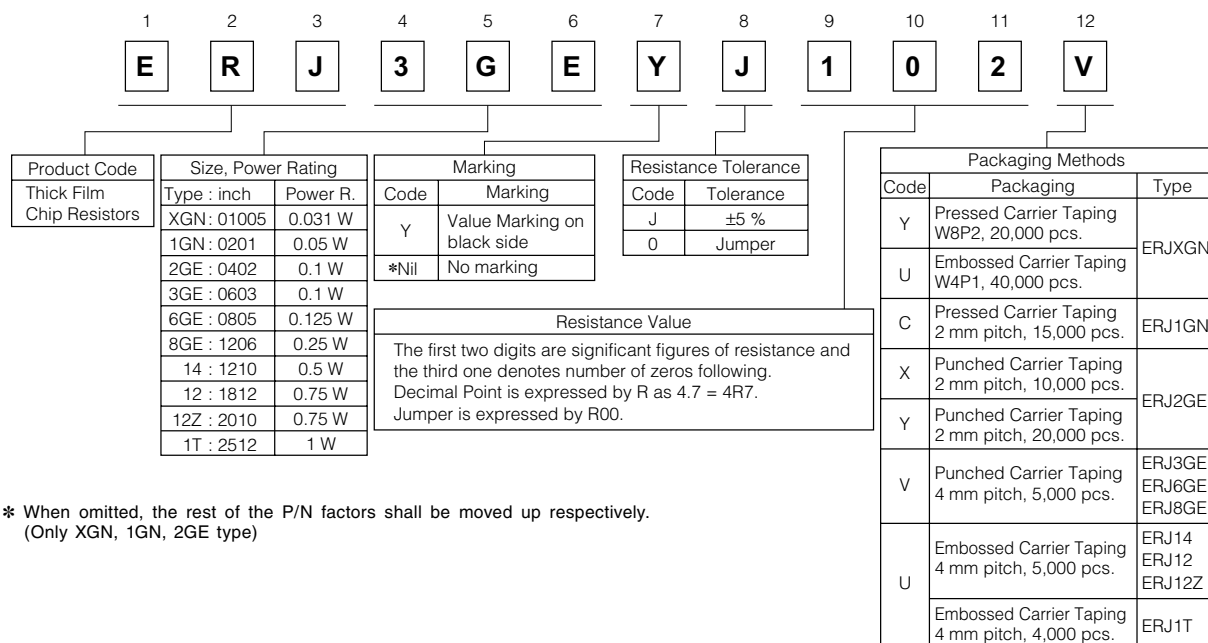 1 2 3 4 5 6 7 8 9 10 11 12
E R J 3 G E Y J 1 0 2 V
Product Code
Thick Film
Chip Resistors
Size, Power Rating
Type : inch Power R.
XGN : 01005 0.031 W
1GN : 0201 0.05 W
2GE : 0402 0.1 W
3GE : 0603 0.1 W
6GE : 0805 0.125 W
8GE : 1206 0.25 W
14 : 1210 0.5 W
12 : 1812 0.75 W
12Z : 2010 0.75 W
1T : 2512 1 W
Marking
Code Marking
Y Value Marking on
black side
*Nil No marking
Resistance Tolerance
Code Tolerance
J ±5 %
0 Jumper
Resistance Value
The first two digits are significant figures of resistance and
the third one denotes number of zeros following.
Decimal Point is expressed by R as 4.7 = 4R7.
Jumper is expressed by R00.
Packaging Methods
Code Packaging Type
Y Pressed Carrier Taping
W8P2, 20,000 pcs.
ERJXGN
U Embossed Carrier Taping
W4P1, 40,000 pcs.
C Pressed Carrier Taping
2 mm pitch, 15,000 pcs.
ERJ1GN
X Punched Carrier Taping
2 mm pitch, 10,000 pcs.
ERJ2GE
Y Punched Carrier Taping
2 mm pitch, 20,000 pcs.
V Punched Carrier Taping
4 mm pitch, 5,000 pcs.
ERJ3GE
ERJ6GE
ERJ8GE
U Embossed Carrier Taping
4 mm pitch, 5,000 pcs.
ERJ14
ERJ12
ERJ12Z
Embossed Carrier Taping
4 mm pitch, 4,000 pcs.
ERJ1T
* When omitted, the rest of the P/N factors shall be moved up respectively.
(Only XGN, 1GN, 2GE type)